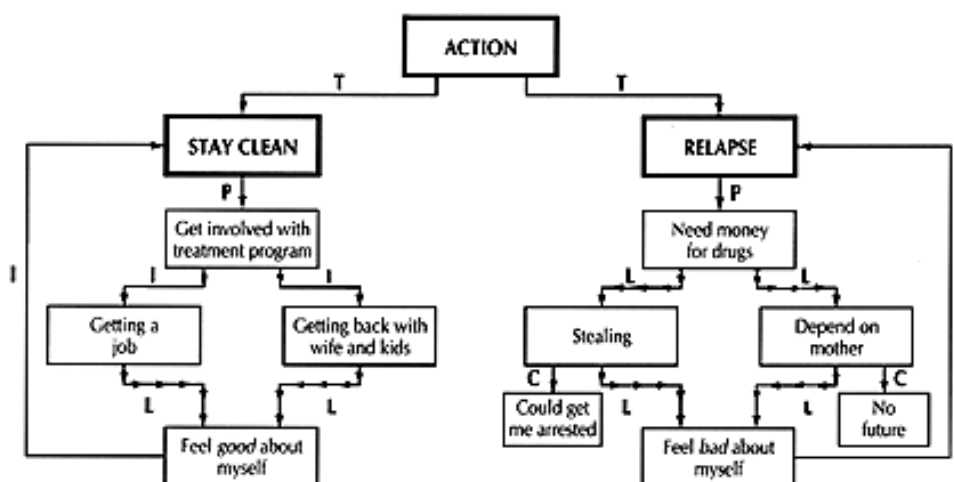 ACTION
T
T
STAY CLEAN
RELAPSE
P
P
Get involved with
treatment program
Need money
for drugs
I
I
I
L
L
Getting a
job
Getting back with
wife and kids
Stealing
Depend on
mother
C
C
L
L
L
L
Could get
me arrested
No
future
Feel good about
myself
Feel bad about
myself